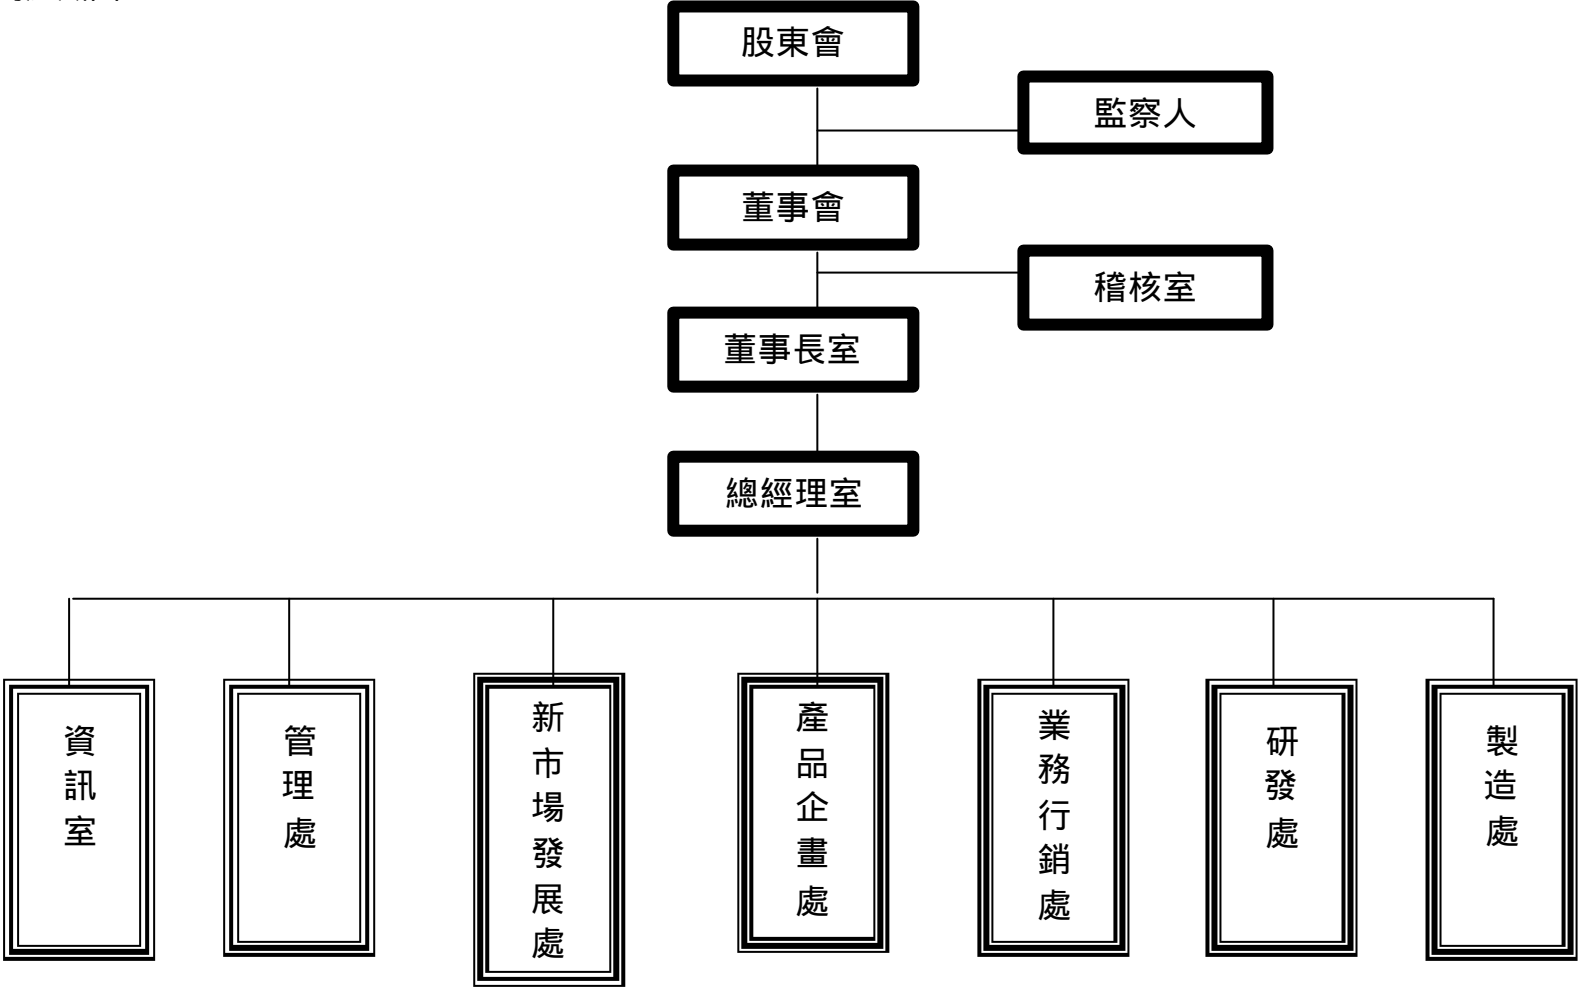 股東會
監察人
董事會
稽核室
董事長室
總經理室
資訊室
管理處
新市場發展處
產品企畫處
業務行銷處
研發處
製造處